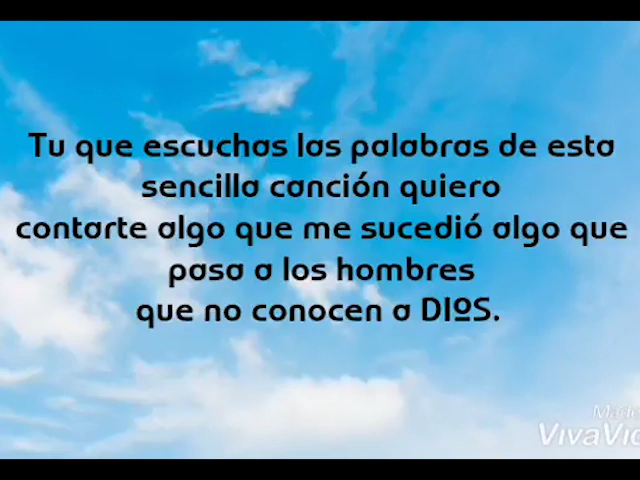 Tu que escuchas las palabras de esta
sencilla canción quiero
contarte algo que me sucedió algo que
pasa a los hombres
que no conocen a DIOS.
VivaVid